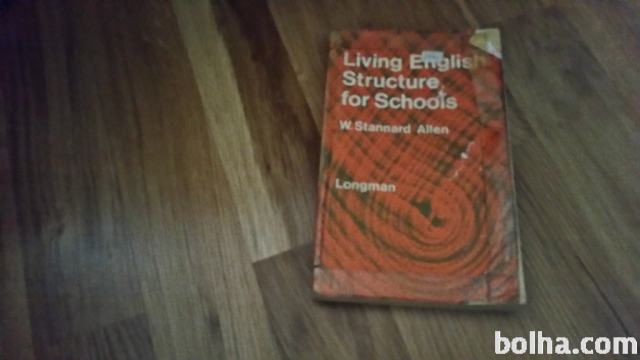 Living English
Structure
for Schools
W. Stannard Allen
Longman
bolha.com